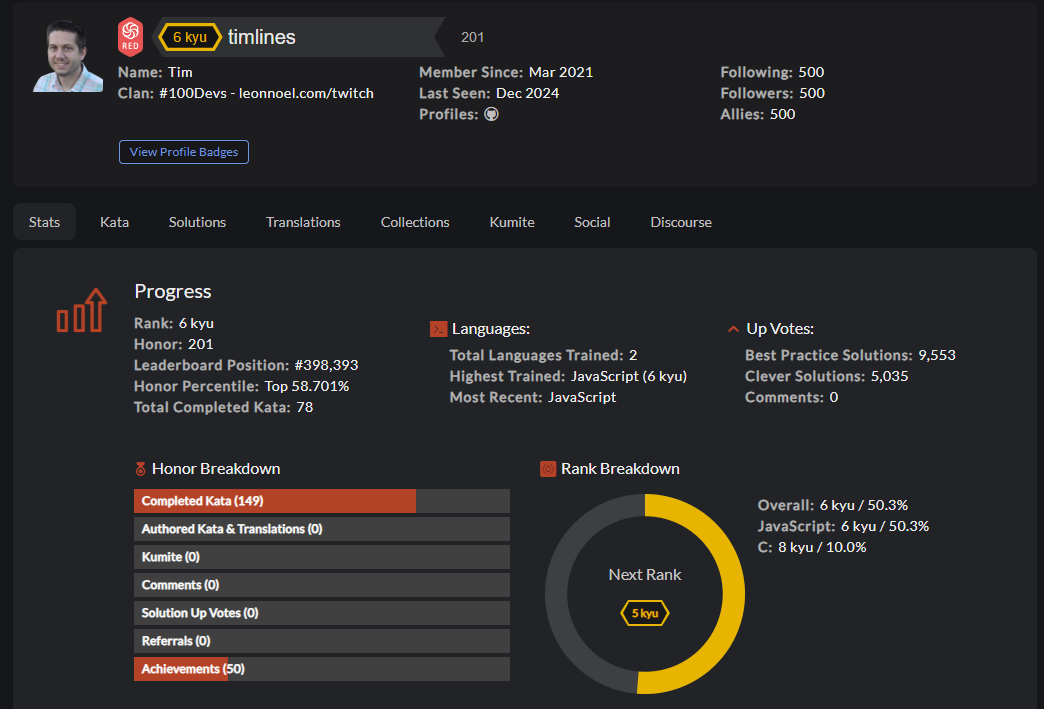 RED
6 kyu timlines 201
Name: Tim
Clan: #100Devs - leonnoel.com/twitch
Member Since: Mar 2021
Last Seen: Dec 2024
Profiles:
Following: 500
Followers: 500
Allies: 500
View Profile Badges
Stats Kata Solutions Translations Collections Kumite Social Discourse
Progress
Rank: 6 kyu
Honor: 201
Leaderboard Position: #398,393
Honor Percentile: Top 58.701%
Total Completed Kata: 78
Languages:
Total Languages Trained: 2
Highest Trained: JavaScript (6 kyu)
Most Recent: JavaScript
Up Votes:
Best Practice Solutions: 9,553
Clever Solutions: 5,035
Comments: 0
Honor Breakdown
Completed Kata (149)
Authored Kata & Translations (0)
Kumite (0)
Comments (0)
Solution Up Votes (0)
Referrals (0)
Achievements (50)
Rank Breakdown
Next Rank
5 kyu
Overall: 6 kyu / 50.3%
JavaScript: 6 kyu / 50.3%
C: 8 kyu / 10.0%